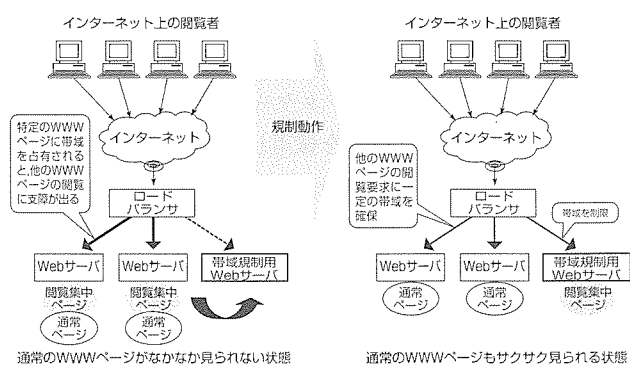 インターネット上の閲覧者
特定のWWW
ページに帯域
を占有される
と、他のWWW
ページの閲覧
に支障が出る
インターネット
ロード
バランサ
Webサーバ
Webサーバ
帯域規制用
Webサーバ
閲覧集中
ページ
通常
ページ
閲覧集中
ページ
通常
ページ
通常のWWWページがなかなか見られない状態
規制動作
インターネット上の閲覧者
インターネット
他のWWW
ページの閲
覧要求に一
定の帯域を
確保
ロード
バランサ
帯域を制限
Webサーバ
Webサーバ
帯域規制用
Webサーバ
通常
ページ
通常
ページ
閲覧集中
ページ
通常のWWWページもサクサク見られる状態